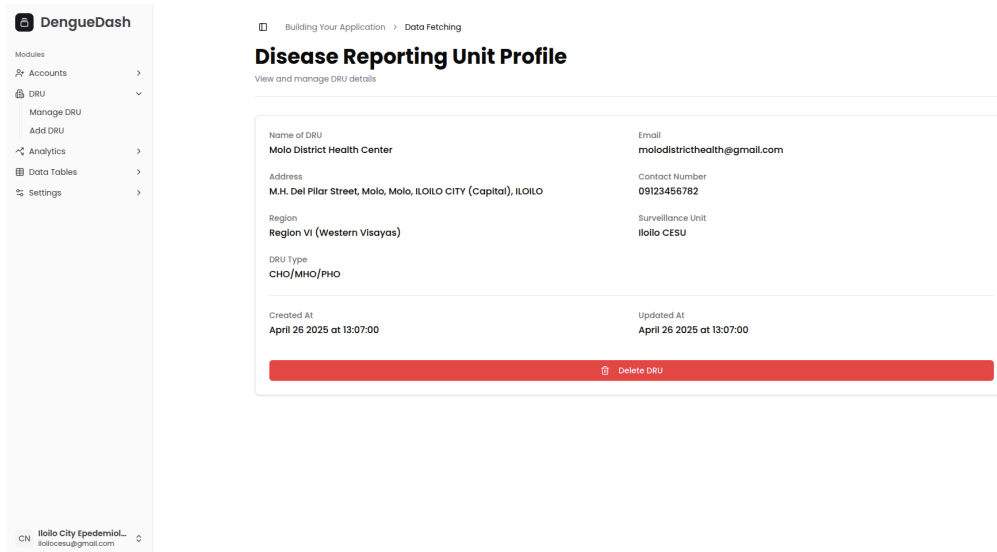 DengueDash
Modules
Accounts
DRU
Manage DRU
Add DRU
Analytics
Data Tables
Settings
CN
Iloilo City Epedemiol...
iloilocesu@gmail.com
Building Your Application > Data Fetching
Disease Reporting Unit Profile
View and manage DRU details
Name of DRU
Molo District Health Center
Email
molodistricthealth@gmail.com
Address
M.H. Del Pilar Street, Molo, Molo, ILOILO CITY (Capital), ILOILO
Contact Number
09123456782
Region
Region VI (Western Visayas)
Surveillance Unit
Iloilo CESU
DRU Type
CHO/MHO/PHO
Created At
April 26 2025 at 13:07:00
Updated At
April 26 2025 at 13:07:00
Delete DRU